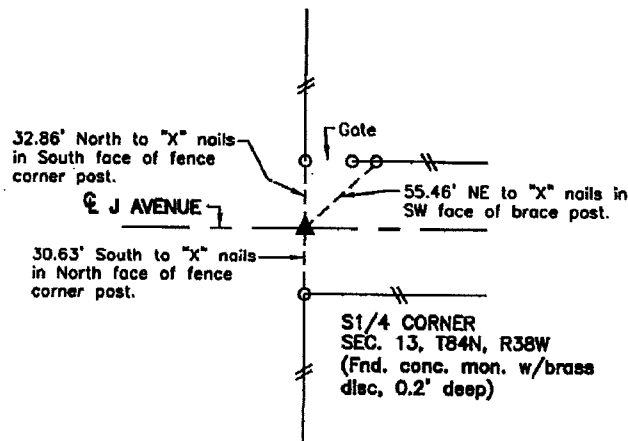 Gate
32.86' North to "X" nails
in South face of fence
corner post.
55.46' NE to "X" nails in
SW face of brace post.
℄ J AVENUE
30.63' South to "X" nails
in North face of fence
corner post.
S1/4 CORNER
SEC. 13, T84N, R38W
(Fnd. conc. mon. w/brass
disc, 0.2' deep)